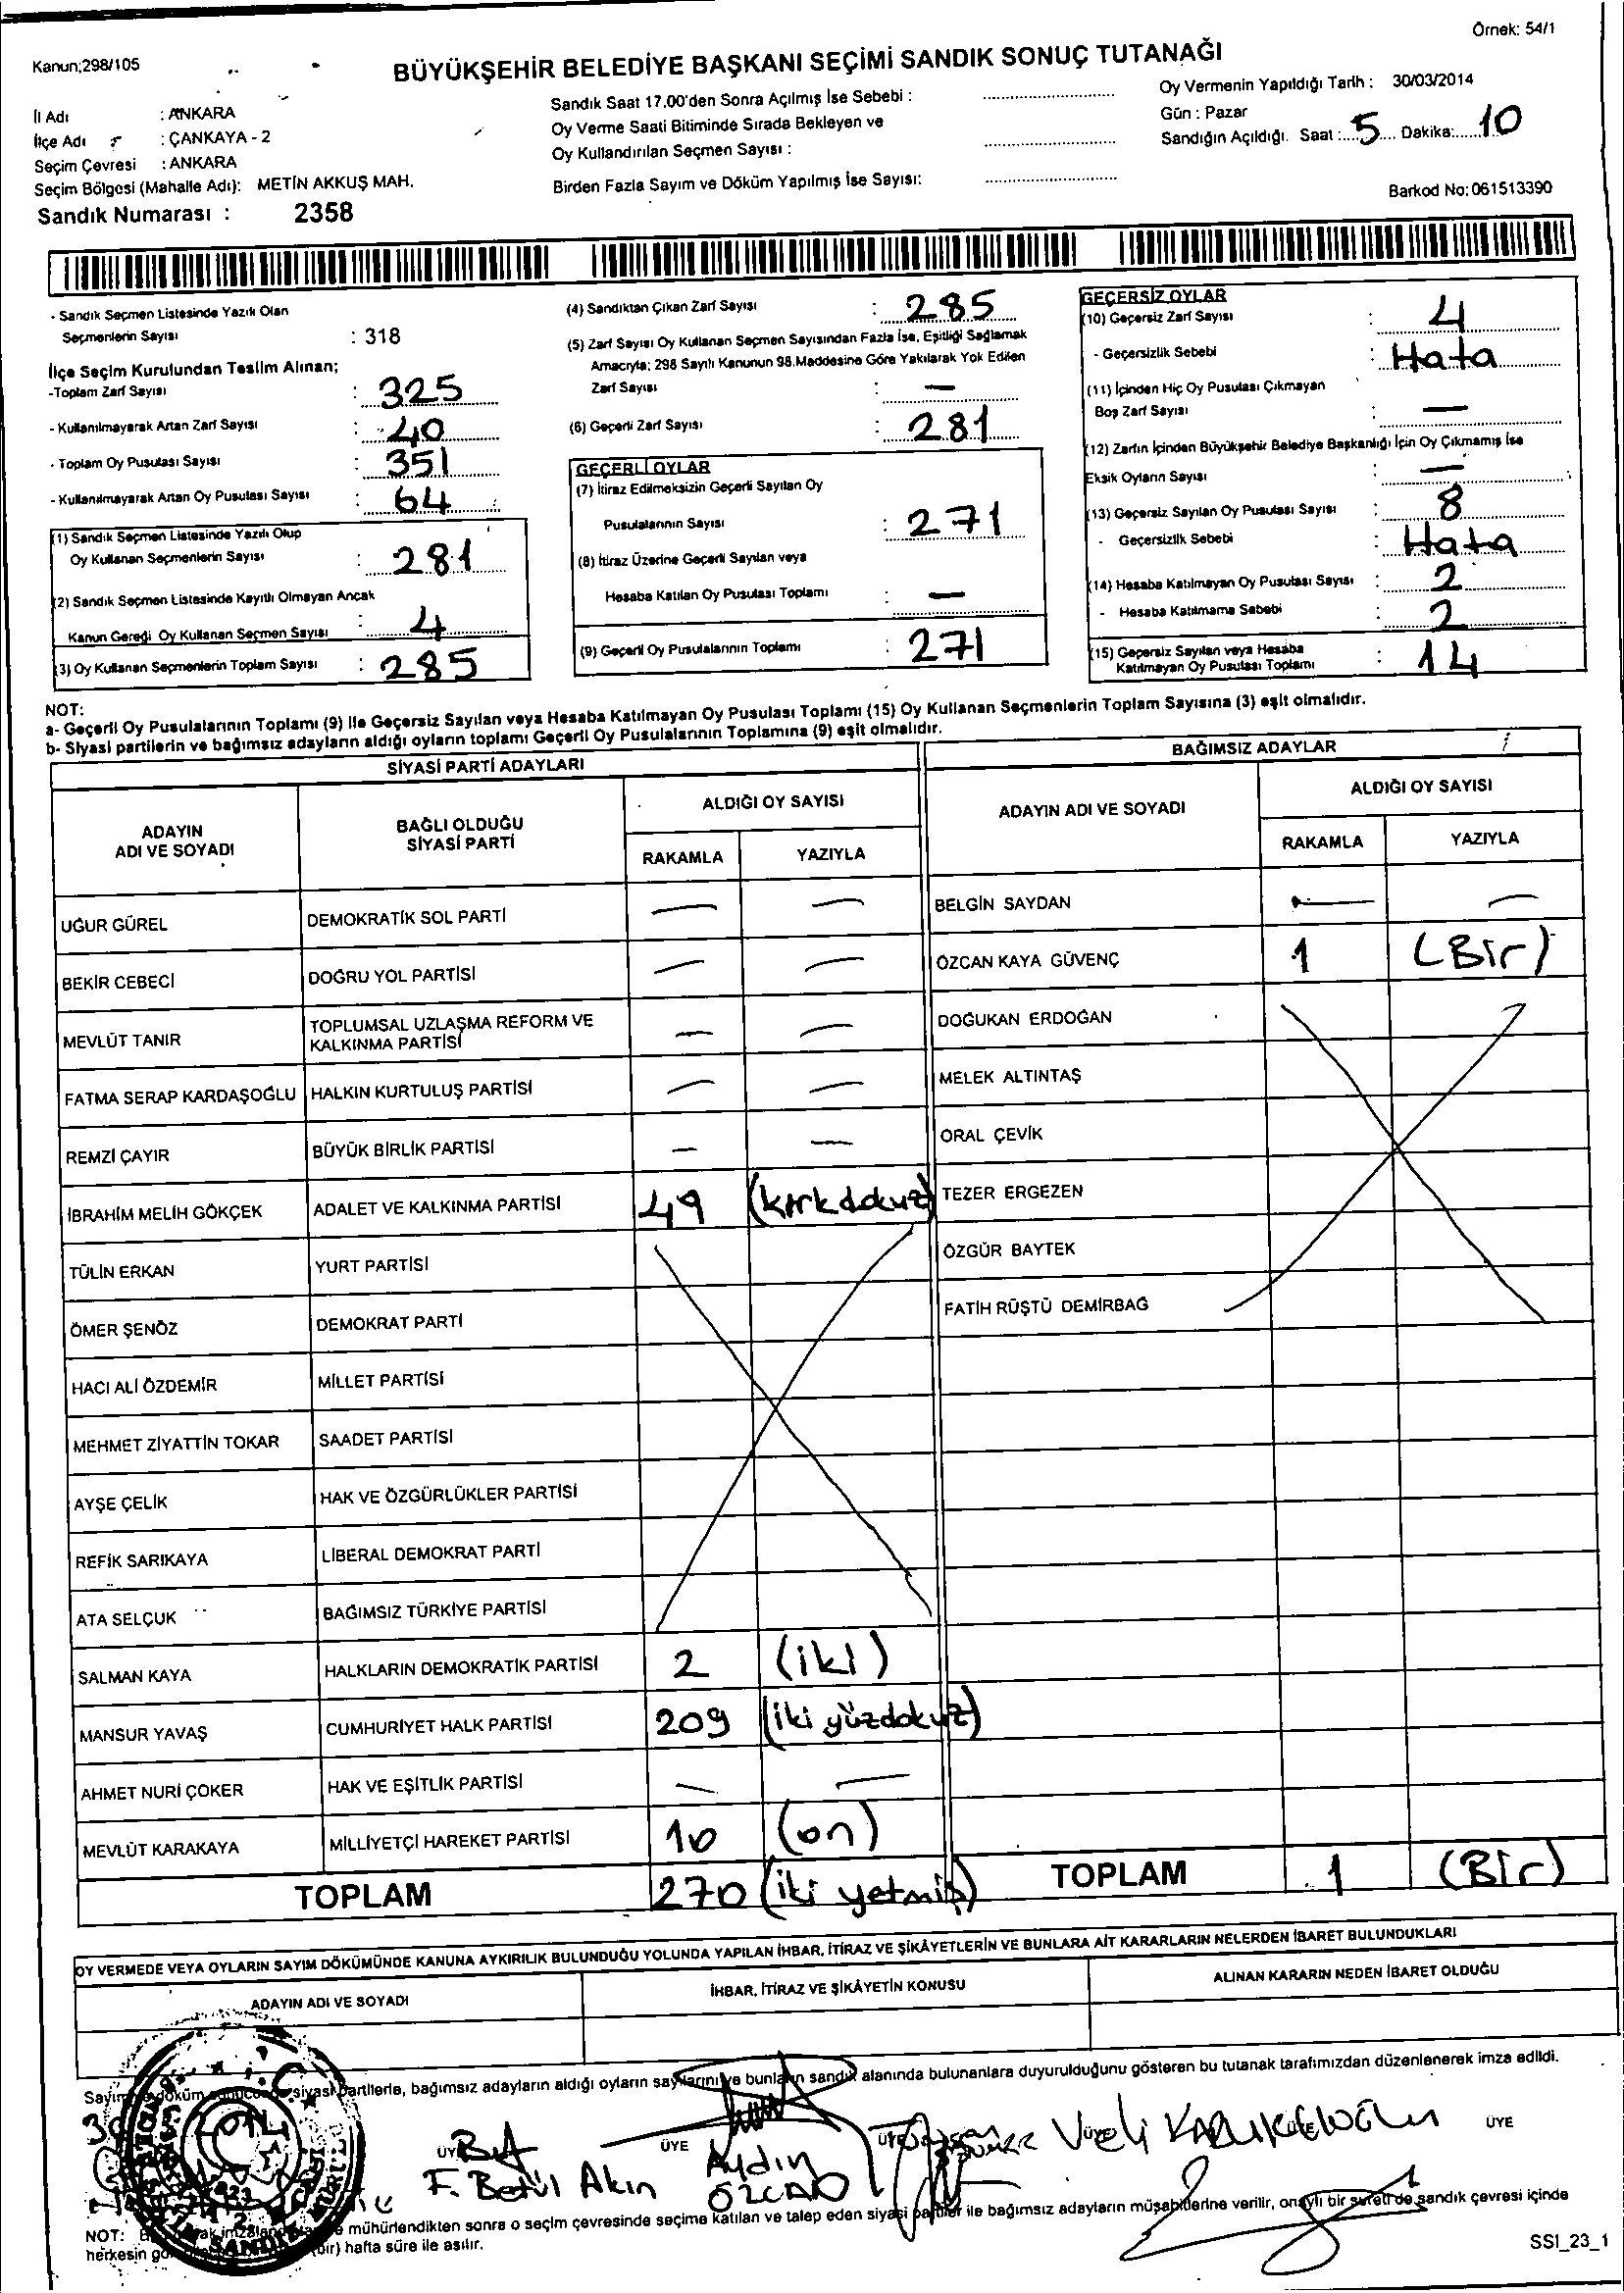 Örnek: 54/1
Kanun;298/105
BÜYÜKŞEHİR BELEDİYE BAŞKANI SEÇİMİ SANDIK SONUÇ TUTANAĞI
İl Adı : ANKARA
İlçe Adı : ÇANKAYA - 2
Seçim Çevresi : ANKARA
Seçim Bölgesi (Mahalle Adı): METİN AKKUŞ MAH.
Sandık Numarası : 2358
Sandık Saat 17.00'den Sonra Açılmış İse Sebebi :
Oy Verme Saati Bitiminde Sırada Bekleyen ve
Oy Kullandırılan Seçmen Sayısı :
Birden Fazla Sayım ve Döküm Yapılmış İse Sayısı:
Oy Vermenin Yapıldığı Tarih : 30/03/2014
Gün : Pazar
Sandığın Açıldığı. Saat : 5 Dakika: 10
Barkod No: 061513390
- Sandık Seçmen Listesinde Yazılı Olan
Seçmenlerin Sayısı : 318
İlçe Seçim Kurulundan Teslim Alınan;
-Toplam Zarf Sayısı : 325
- Kullanılmayarak Artan Zarf Sayısı : 40
- Toplam Oy Pusulası Sayısı : 351
- Kullanılmayarak Artan Oy Pusulası Sayısı : 64
(1) Sandık Seçmen Listesinde Yazılı Olup
Oy Kullanan Seçmenlerin Sayısı : 281
(2) Sandık Seçmen Listesinde Kayıtlı Olmayan Ancak
Kanun Gereği Oy Kullanan Seçmen Sayısı : 4
(3) Oy Kullanan Seçmenlerin Toplam Sayısı : 285
(4) Sandıktan Çıkan Zarf Sayısı : 285
(5) Zarf Sayısı Oy Kullanan Seçmen Sayısından Fazla İse, Eşitliği Sağlamak
Amacıyla; 298 Sayılı Kanunun 98.Maddesine Göre Yakılarak Yok Edilen
Zarf Sayısı : —
(6) Geçerli Zarf Sayısı : 281
GEÇERLİ OYLAR
(7) İtiraz Edilmeksizin Geçerli Sayılan Oy
Pusulalarının Sayısı : 271
(8) İtiraz Üzerine Geçerli Sayılan veya
Hesaba Katılan Oy Pusulası Toplamı : —
(9) Geçerli Oy Pusulalarının Toplamı : 271
GEÇERSİZ OYLAR
(10) Geçersiz Zarf Sayısı : 4
- Geçersizlik Sebebi : Hata
(11) İçinden Hiç Oy Pusulası Çıkmayan
Boş Zarf Sayısı : —
(12) Zarfın İçinden Büyükşehir Belediye Başkanlığı İçin Oy Çıkmamış İse
Eksik Oyların Sayısı : —
(13) Geçersiz Sayılan Oy Pusulası Sayısı : 8
- Geçersizlik Sebebi : Hata
(14) Hesaba Katılmayan Oy Pusulası Sayısı : 2
- Hesaba Katılmama Sebebi : 2
(15) Geçersiz Sayılan veya Hesaba
Katılmayan Oy Pusulası Toplamı : 14
NOT:
a- Geçerli Oy Pusulalarının Toplamı (9) ile Geçersiz Sayılan veya Hesaba Katılmayan Oy Pusulası Toplamı (15) Oy Kullanan Seçmenlerin Toplam Sayısına (3) eşit olmalıdır.
b- Siyasi partilerin ve bağımsız adayların aldığı oyların toplamı Geçerli Oy Pusulalarının Toplamına (9) eşit olmalıdır.
SİYASİ PARTİ ADAYLARI
ADAYIN
ADI VE SOYADI
BAĞLI OLDUĞU
SİYASİ PARTİ
ALDIĞI OY SAYISI
RAKAMLA YAZIYLA
UĞUR GÜREL DEMOKRATİK SOL PARTİ — —
BEKİR CEBECİ DOĞRU YOL PARTİSİ — —
MEVLÜT TANIR TOPLUMSAL UZLAŞMA REFORM VE
KALKINMA PARTİSİ — —
FATMA SERAP KARDAŞOĞLU HALKIN KURTULUŞ PARTİSİ — —
REMZİ ÇAYIR BÜYÜK BİRLİK PARTİSİ — —
İBRAHİM MELİH GÖKÇEK ADALET VE KALKINMA PARTİSİ 49 (kırkdokuz)
TÜLİN ERKAN YURT PARTİSİ
ÖMER ŞENÖZ DEMOKRAT PARTİ
HACI ALİ ÖZDEMİR MİLLET PARTİSİ
MEHMET ZİYATTİN TOKAR SAADET PARTİSİ
AYŞE ÇELİK HAK VE ÖZGÜRLÜKLER PARTİSİ
REFİK SARIKAYA LİBERAL DEMOKRAT PARTİ
ATA SELÇUK BAĞIMSIZ TÜRKİYE PARTİSİ
SALMAN KAYA HALKLARIN DEMOKRATİK PARTİSİ 2 (iki)
MANSUR YAVAŞ CUMHURİYET HALK PARTİSİ 209 (iki yüzdokuz)
AHMET NURİ ÇOKER HAK VE EŞİTLİK PARTİSİ — —
MEVLÜT KARAKAYA MİLLİYETÇİ HAREKET PARTİSİ 10 (on)
TOPLAM 270 (iki yetmiş)
BAĞIMSIZ ADAYLAR
ADAYIN ADI VE SOYADI
ALDIĞI OY SAYISI
RAKAMLA YAZIYLA
BELGİN SAYDAN — —
ÖZCAN KAYA GÜVENÇ 1 (Bir)
DOĞUKAN ERDOĞAN
MELEK ALTINTAŞ
ORAL ÇEVİK
TEZER ERGEZEN
ÖZGÜR BAYTEK
FATİH RÜŞTÜ DEMİRBAĞ
TOPLAM 1 (Bir)
OY VERMEDE VEYA OYLARIN SAYIM DÖKÜMÜNDE KANUNA AYKIRILIK BULUNDUĞU YOLUNDA YAPILAN İHBAR, İTİRAZ VE ŞİKÂYETLERİN VE BUNLARA AİT KARARLARIN NELERDEN İBARET BULUNDUKLARI
ADAYIN ADI VE SOYADI İHBAR, İTİRAZ VE ŞİKÂYETİN KONUSU ALINAN KARARIN NEDEN İBARET OLDUĞU
siyasi partilerle, bağımsız adayların aldığı oyların sayılarını ve bunların sandık alanında bulunanlara duyurulduğunu gösteren bu tutanak tarafımızdan düzenlenerek imza edildi.
ÜYE ÜYE ÜYE ÜYE ÜYE
F. Betül Akın
Aydın
ÖZCAN
Veli
2014
NOT: mühürlendikten sonra o seçim çevresinde seçime katılan ve talep eden siyasi partiler ile bağımsız adayların müşahitlerine verilir, onaylı bir sureti de sandık çevresi içinde
herkesin (bir) hafta süre ile asılır.
SSI_23_1